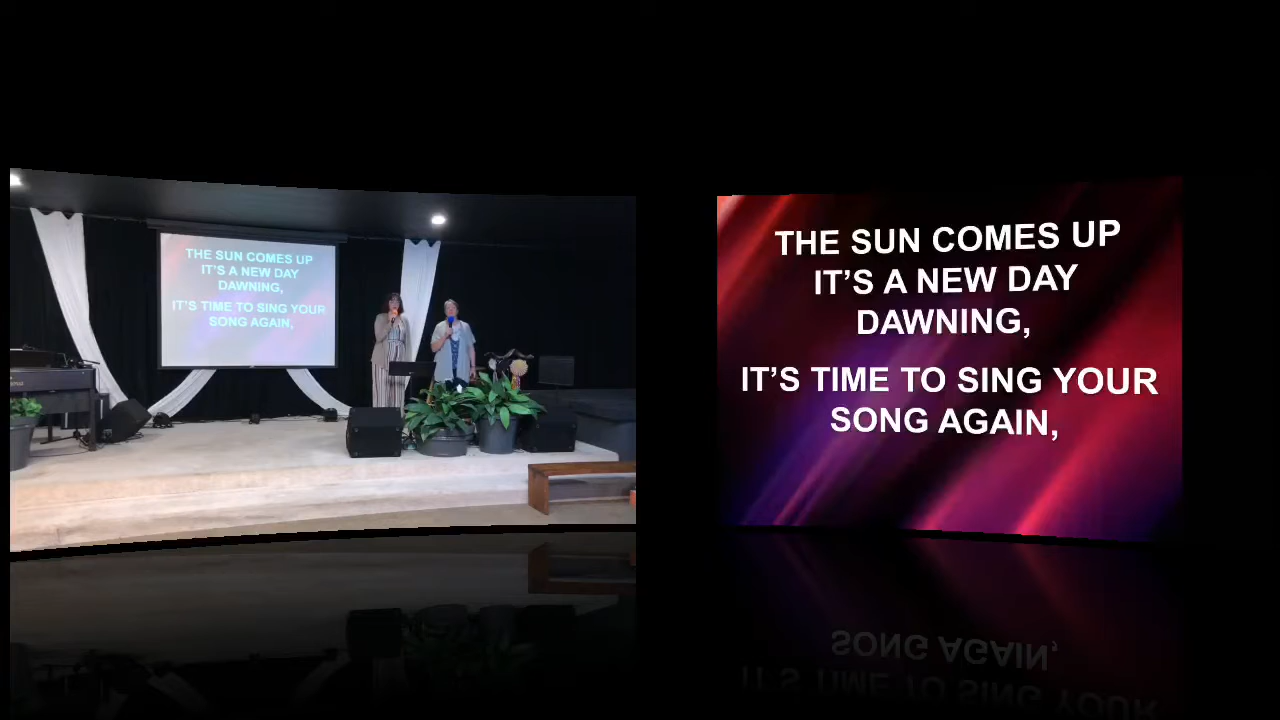 THE SUN COMES UP
IT'S A NEW DAY
DAWNING,
IT'S TIME TO SING YOUR
SONG AGAIN,
THE SUN COMES UP
IT’S A NEW DAY
DAWNING,
IT’S TIME TO SING YOUR
SONG AGAIN,